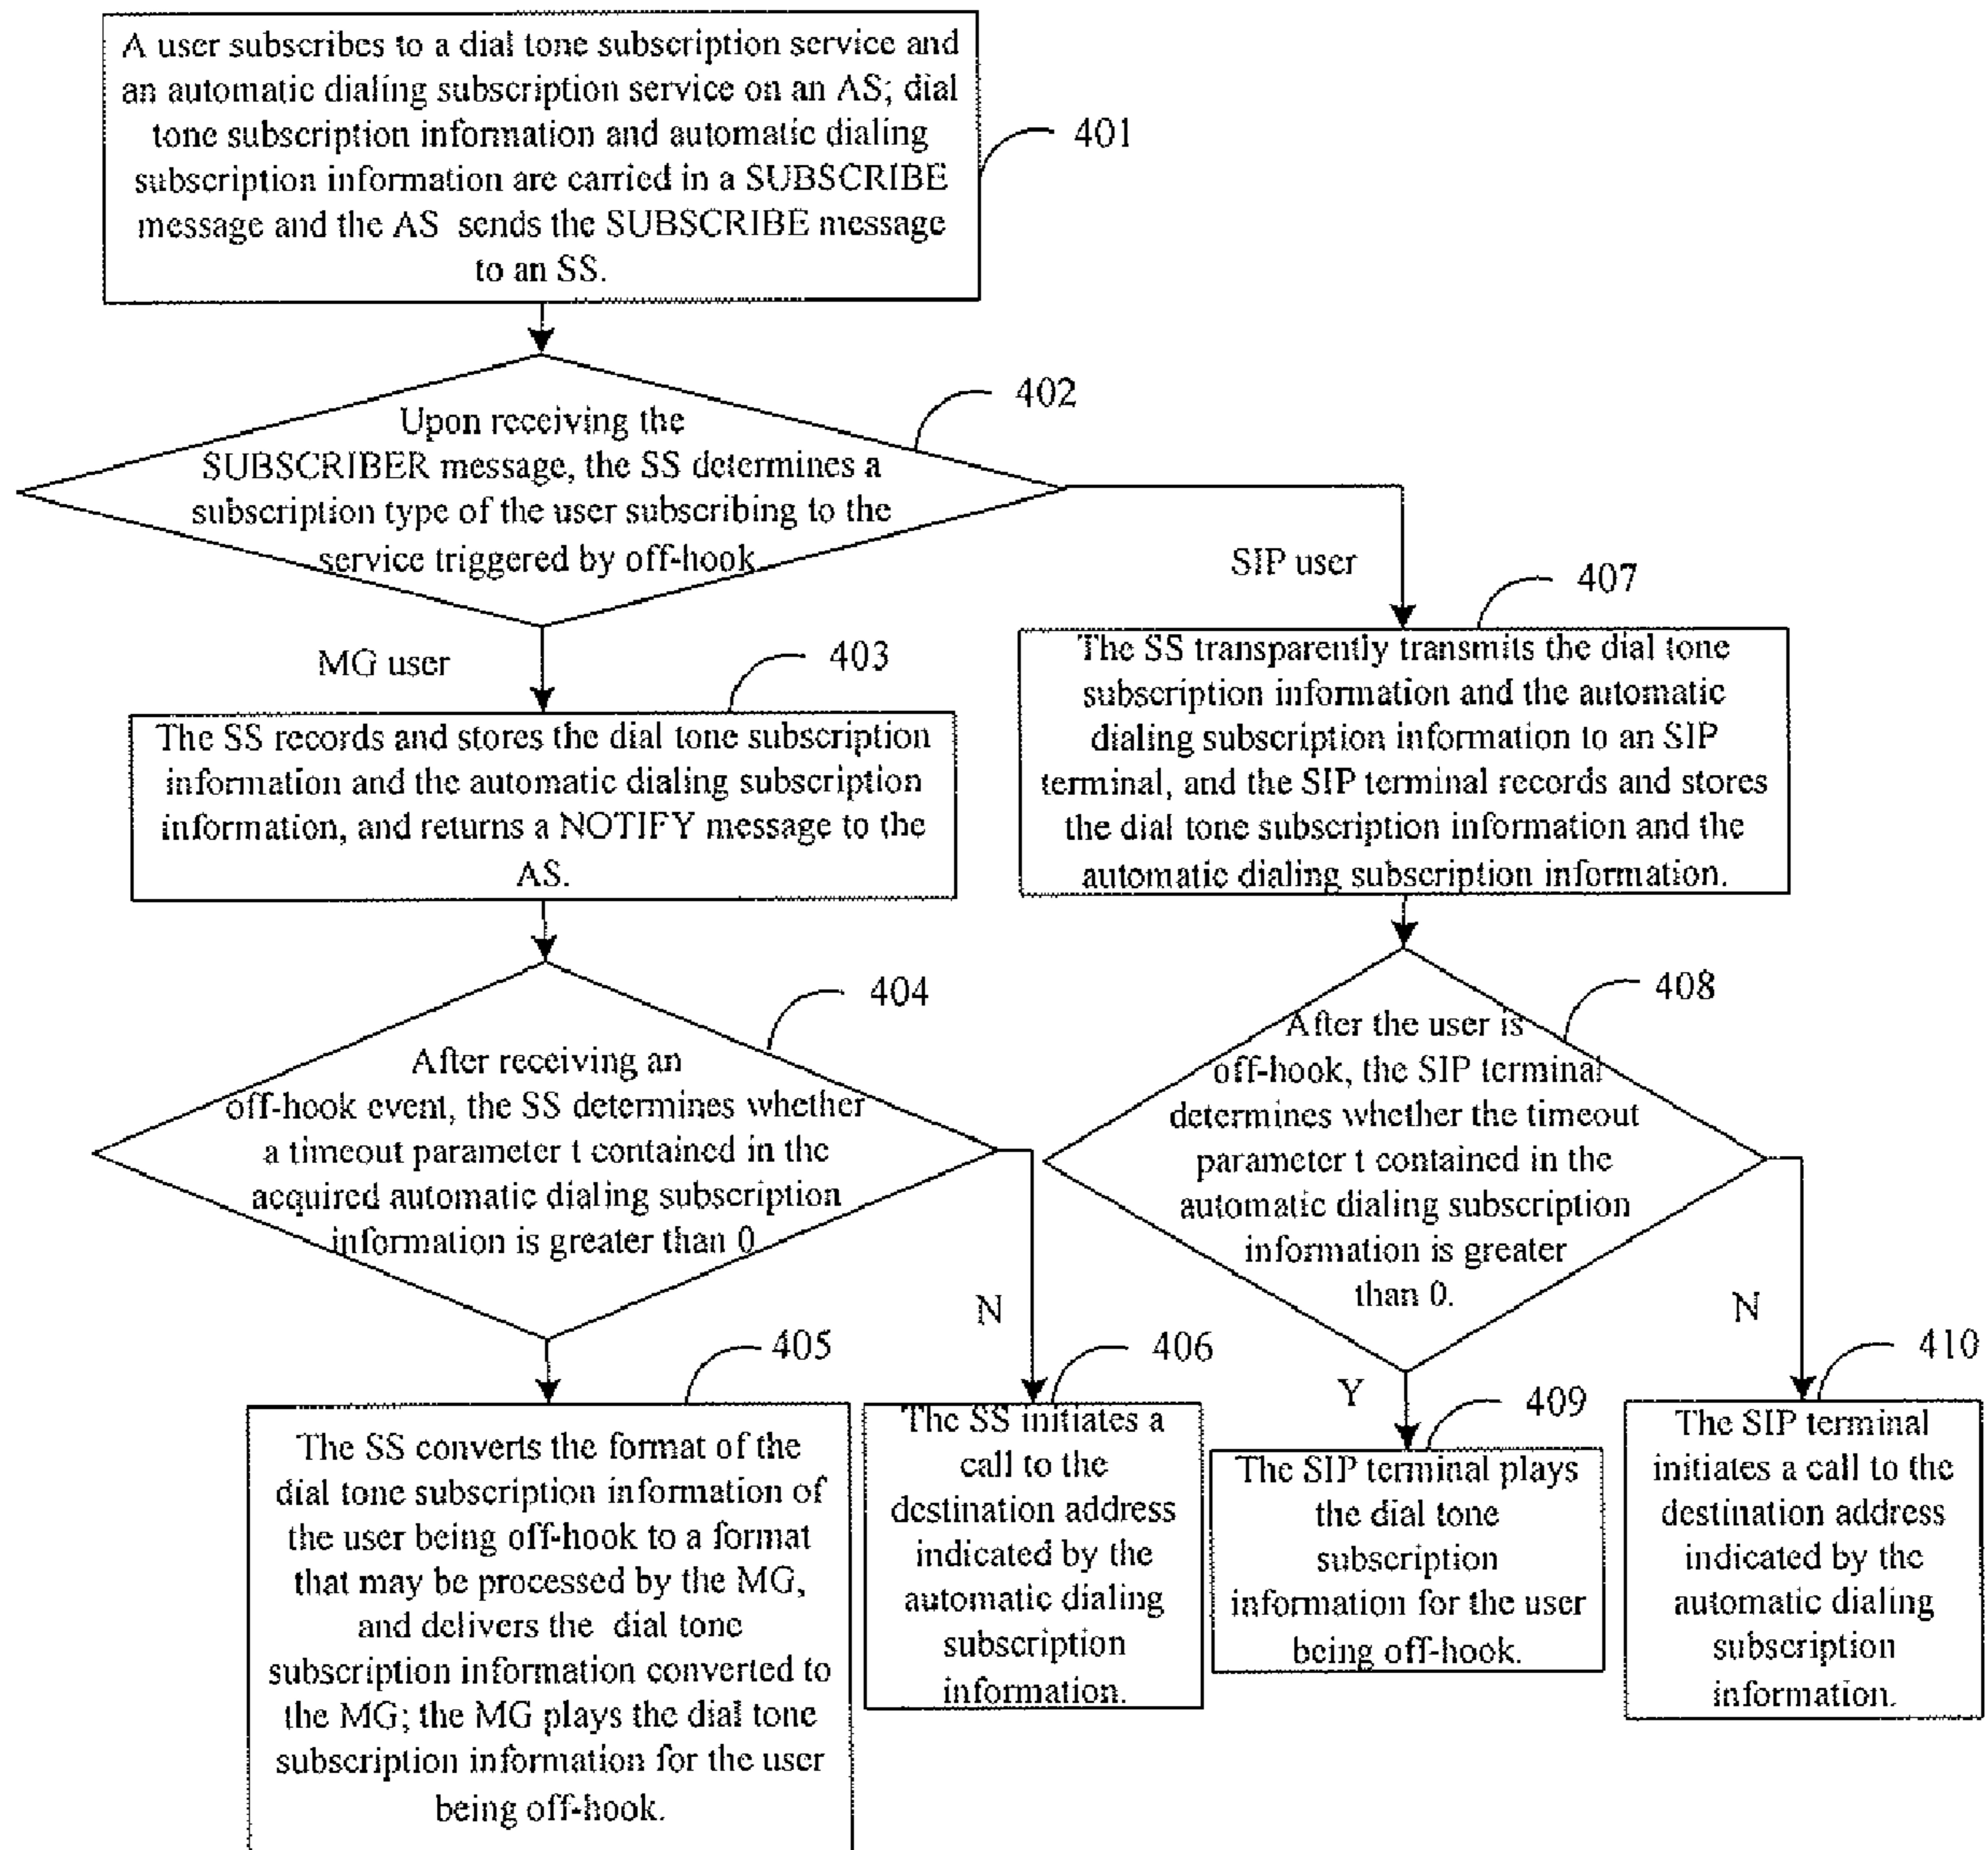 A user subscribes to a dial tone subscription service and
an automatic dialing subscription service on an AS; dial
tone subscription information and automatic dialing
subscription information are carried in a SUBSCRIBE
message and the AS sends the SUBSCRIBE message
to an SS.
401
Upon receiving the
SUBSCRIBER message, the SS determines a
subscription type of the user subscribing to the
service triggered by off-hook
402
MG user
SIP user
403
The SS records and stores the dial tone subscription
information and the automatic dialing subscription
information, and returns a NOTIFY message to the
AS.
407
The SS transparently transmits the dial tone
subscription information and the automatic
dialing subscription information to an SIP
terminal, and the SIP terminal records and stores
the dial tone subscription information and the
automatic dialing subscription information.
404
After receiving an
off-hook event, the SS determines whether
a timeout parameter t contained in the
acquired automatic dialing subscription
information is greater than 0
408
After the user is
off-hook, the SIP terminal
determines whether the timeout
parameter t contained in the
automatic dialing subscription
information is greater
than 0.
N
Y
N
405
The SS converts the format of the
dial tone subscription information of
the user being off-hook to a format
that may be processed by the MG,
and delivers the dial tone
subscription information converted to
the MG; the MG plays the dial tone
subscription information for the user
being off-hook.
406
The SS initiates a
call to the
destination address
indicated by the
automatic dialing
subscription
information.
409
The SIP terminal plays
the dial tone
subscription
information for the user
being off-hook.
410
The SIP terminal
initiates a call to the
destination address
indicated by the
automatic dialing
subscription
information.